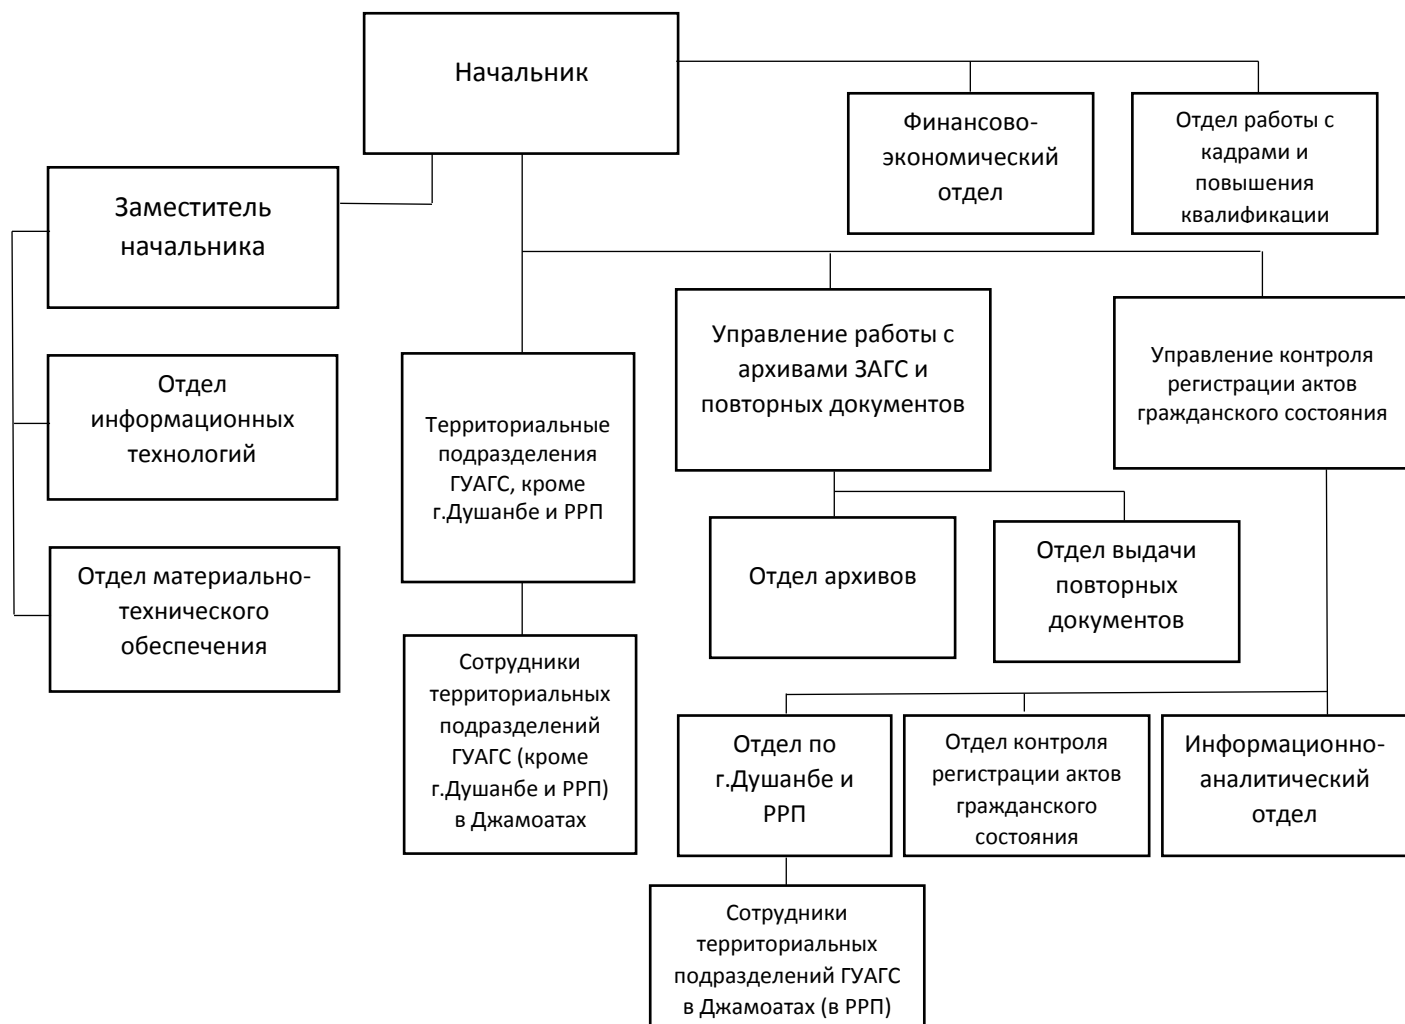 Начальник
Финансово-
экономический
отдел
Отдел работы с
кадрами и
повышения
квалификации
Заместитель
начальника
Управление работы с
архивами ЗАГС и
повторных документов
Управление контроля
регистрации актов
гражданского состояния
Отдел
информационных
технологий
Территориальные
подразделения
ГУАГС, кроме
г.Душанбе и РРП
Отдел архивов
Отдел выдачи
повторных
документов
Отдел материально-
технического
обеспечения
Сотрудники
территориальных
подразделений
ГУАГС (кроме
г.Душанбе и РРП)
в Джамоатах
Отдел по
г.Душанбе и
РРП
Отдел контроля
регистрации актов
гражданского
состояния
Информационно-
аналитический
отдел
Сотрудники
территориальных
подразделений ГУАГС
в Джамоатах (в РРП)